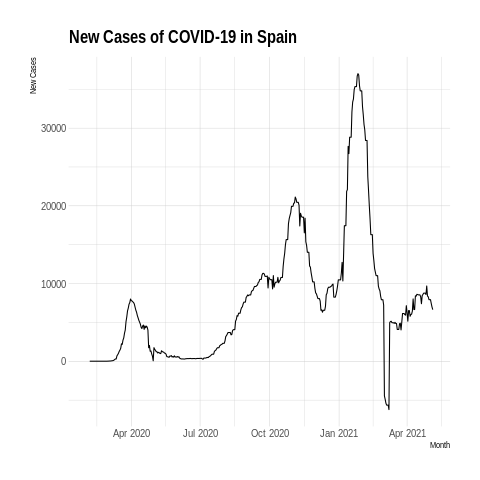 New Cases of COVID-19 in Spain
New Cases
30000
20000
10000
0
Apr 2020 Jul 2020 Oct 2020 Jan 2021 Apr 2021
Month